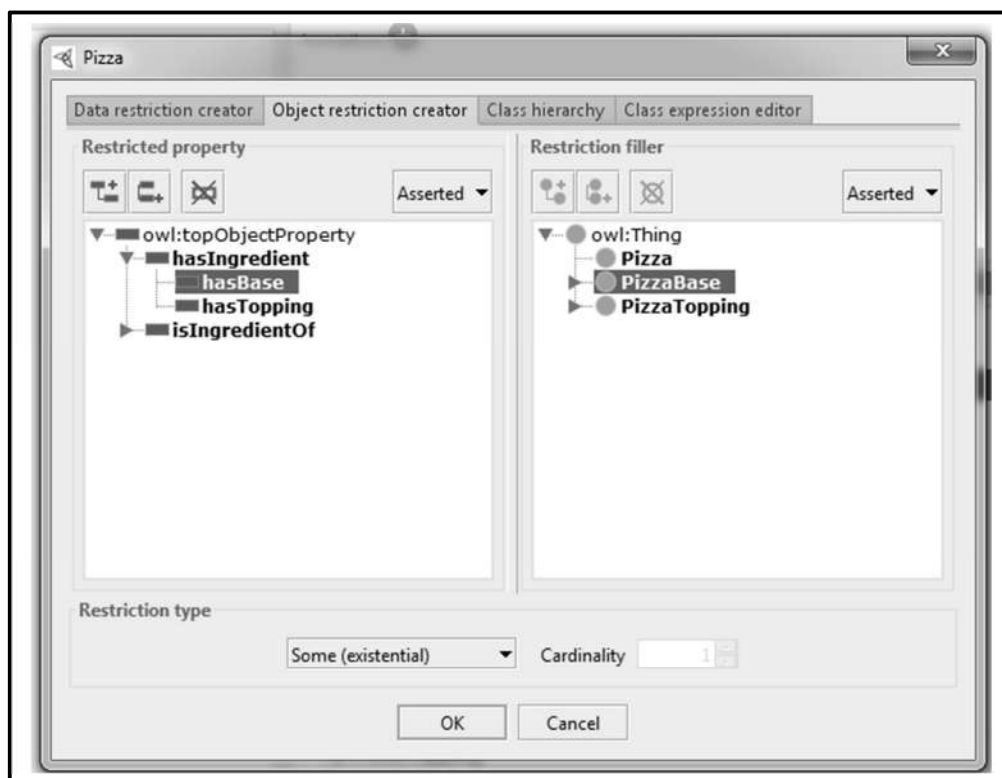 Pizza
Data restriction creator Object restriction creator Class hierarchy Class expression editor
Restricted property
Asserted
owl:topObjectProperty
hasIngredient
hasBase
hasTopping
isIngredientOf
Restriction filler
Asserted
owl:Thing
Pizza
PizzaBase
PizzaTopping
Restriction type
Some (existential) Cardinality 1
OK Cancel